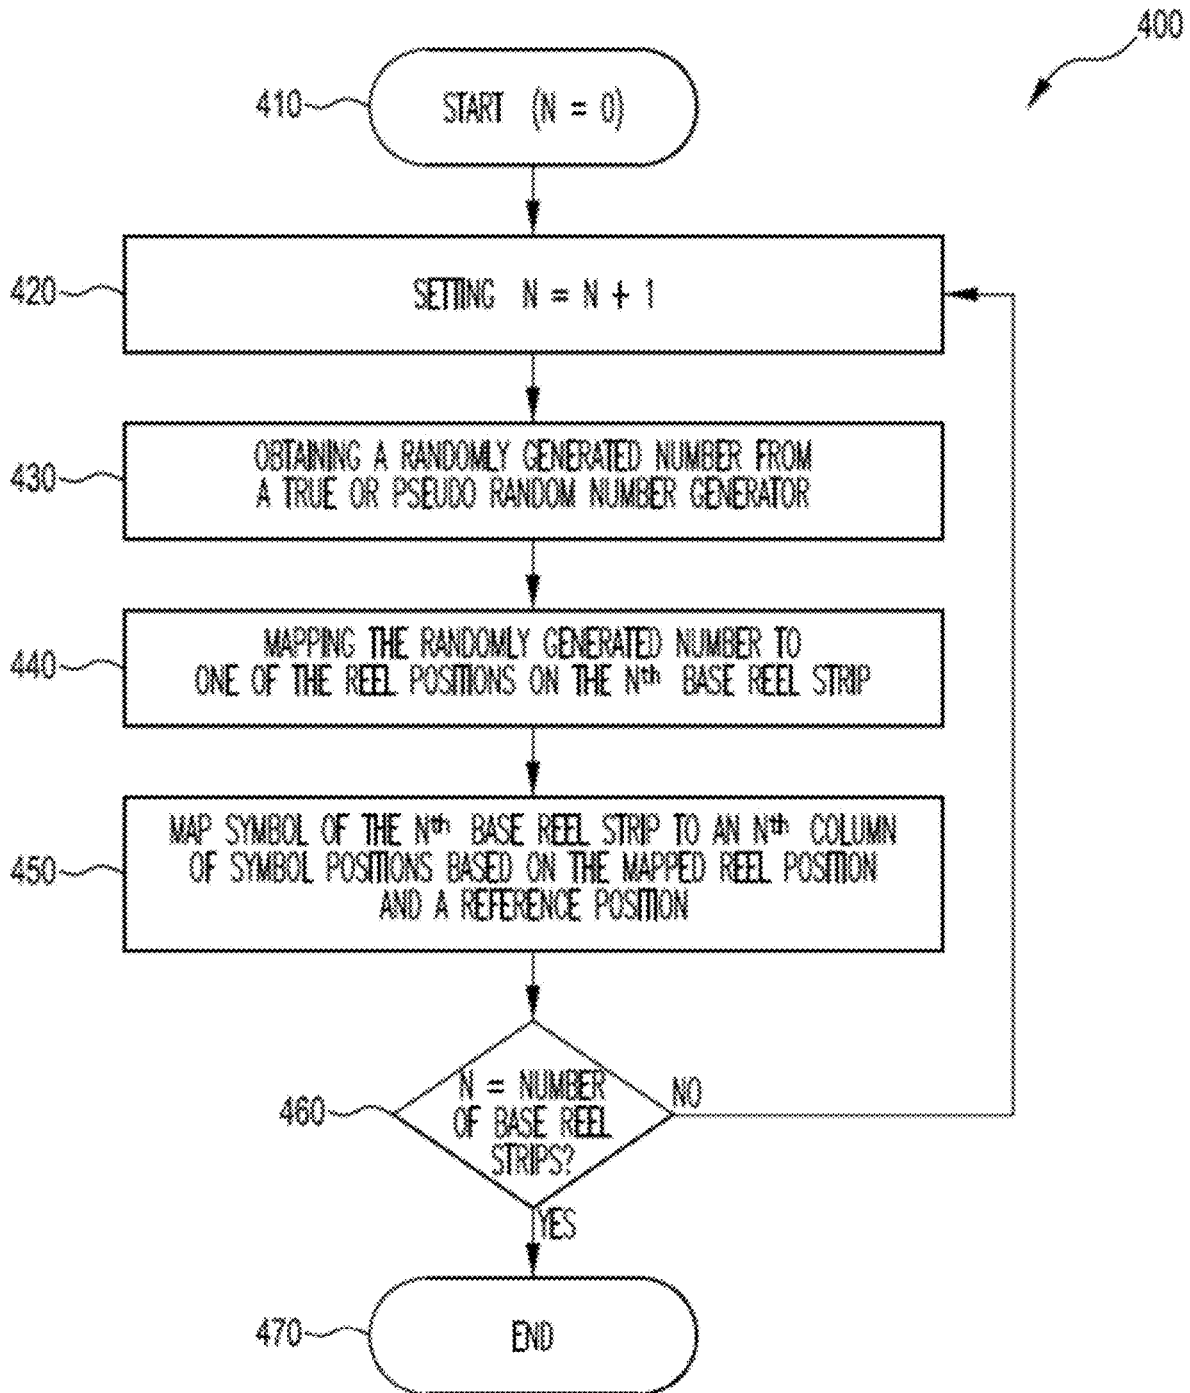 400
410
START (N = 0)
420
SETTING N = N + 1
430
OBTAINING A RANDOMLY GENERATED NUMBER FROM
A TRUE OR PSEUDO RANDOM NUMBER GENERATOR
440
MAPPING THE RANDOMLY GENERATED NUMBER TO
ONE OF THE REEL POSITIONS ON THE Nth BASE REEL STRIP
450
MAP SYMBOL OF THE Nth BASE REEL STRIP TO AN Nth COLUMN
OF SYMBOL POSITIONS BASED ON THE MAPPED REEL POSITION
AND A REFERENCE POSITION
460
N = NUMBER
OF BASE REEL
STRIPS?
NO
YES
470
END